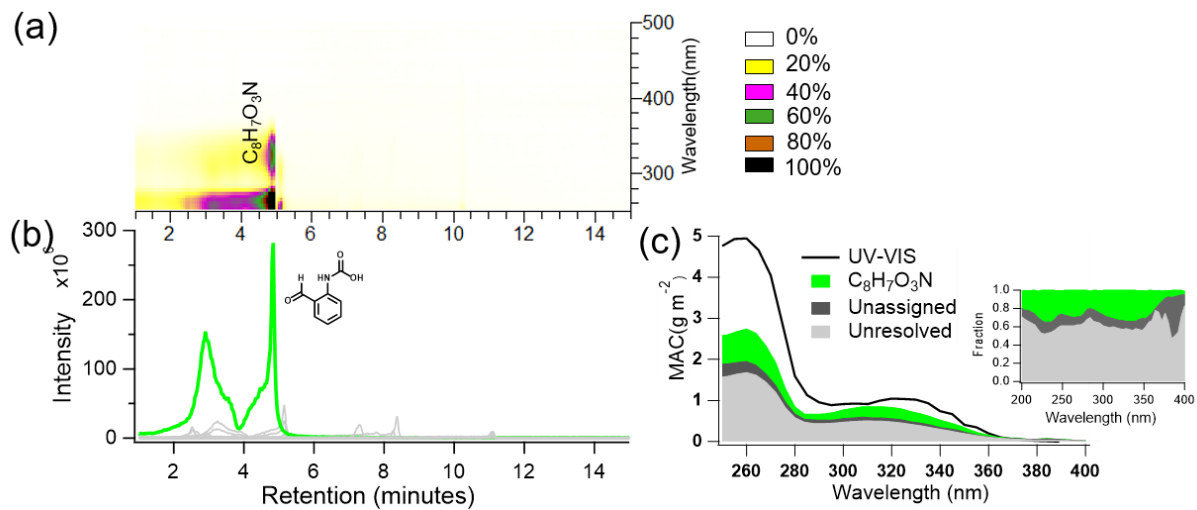 (a)
C₈H₇O₃N
500
400
300
Wavelength(nm)
2 4 6 8 10 12 14
0%
20%
40%
60%
80%
100%
(b)
Intensity x10⁶
300
200
100
0
2 4 6 8 10 12 14
Retention (minutes)
H
O
HN
O
OH
(c)
MAC(g m⁻²)
5
4
3
2
1
0
260 280 300 320 340 360 380 400
Wavelength (nm)
UV-VIS
C₈H₇O₃N
Unassigned
Unresolved
Fraction
1.0
0.8
0.6
0.4
0.2
0.0
200 250 300 350 400
Wavelength (nm)